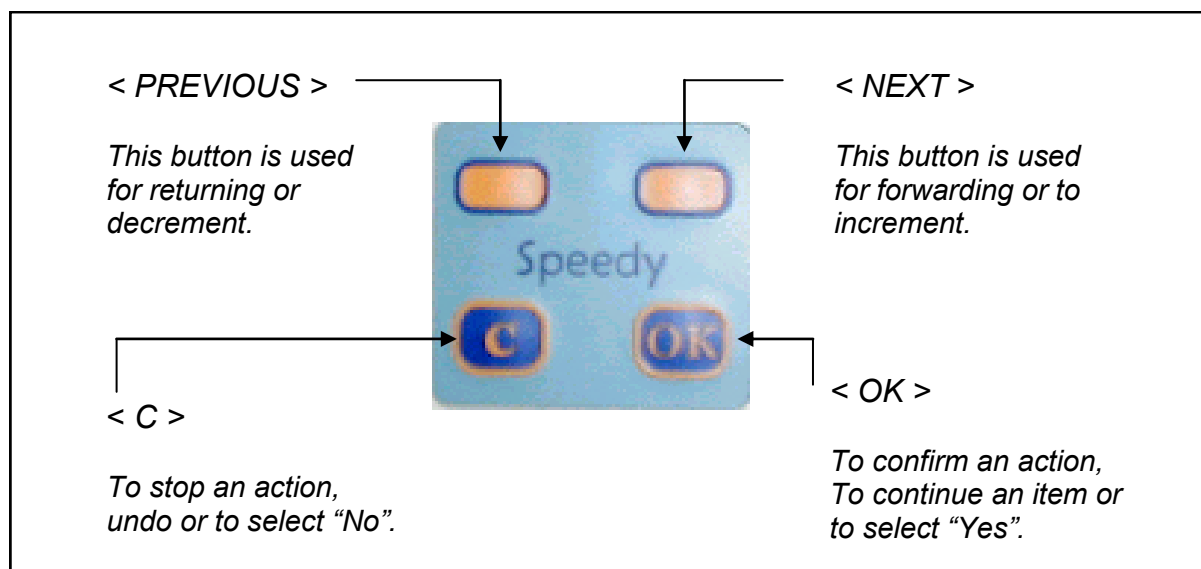 < PREVIOUS >
This button is used
for returning or
decrement.
< NEXT >
This button is used
for forwarding or to
increment.
Speedy
C
OK
< C >
To stop an action,
undo or to select “No”.
< OK >
To confirm an action,
To continue an item or
to select “Yes”.